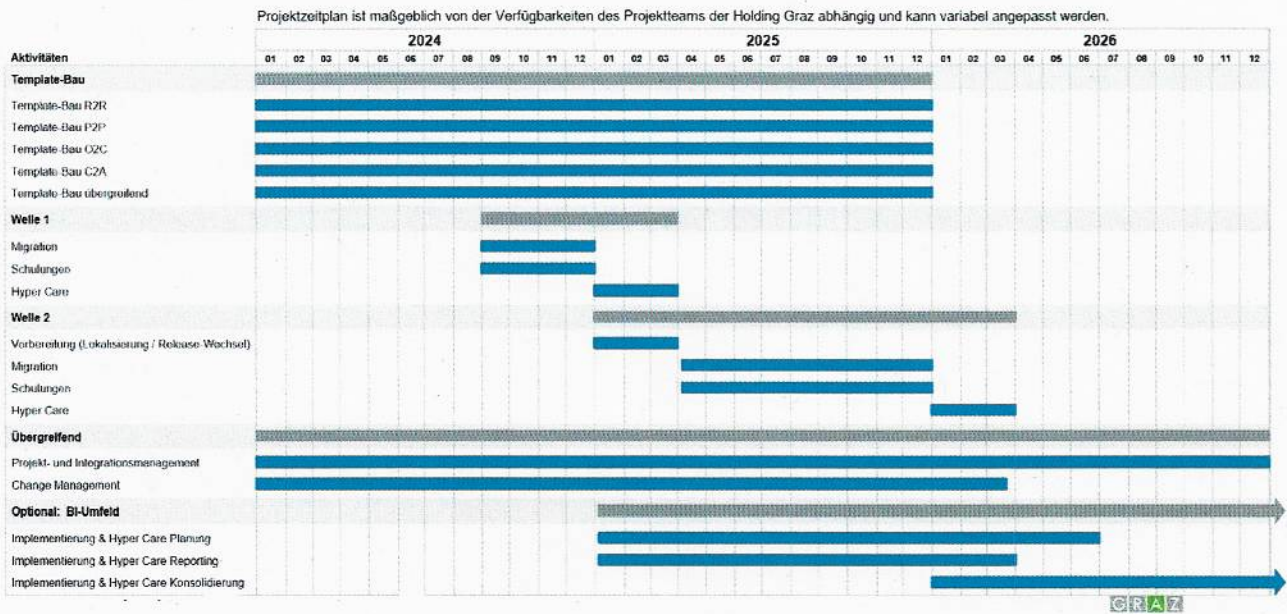 Projektzeitplan ist maßgeblich von der Verfügbarkeiten des Projektteams der Holding Graz abhängig und kann variabel angepasst werden.
2024 2025 2026
Aktivitäten 01 02 03 04 05 06 07 08 09 10 11 12 01 02 03 04 05 06 07 08 09 10 11 12 01 02 03 04 05 06 07 08 09 10 11 12
Template-Bau
Template-Bau R2R
Template-Bau P2P
Template-Bau O2C
Template-Bau C2A
Template-Bau übergreifend
Welle 1
Migration
Schulungen
Hyper Care
Welle 2
Vorbereitung (Lokalisierung / Release-Wechsel)
Migration
Schulungen
Hyper Care
Übergreifend
Projekt- und Integrationsmanagement
Change Management
Optional: BI-Umfeld
Implementierung & Hyper Care Planung
Implementierung & Hyper Care Reporting
Implementierung & Hyper Care Konsolidierung
GRAZ